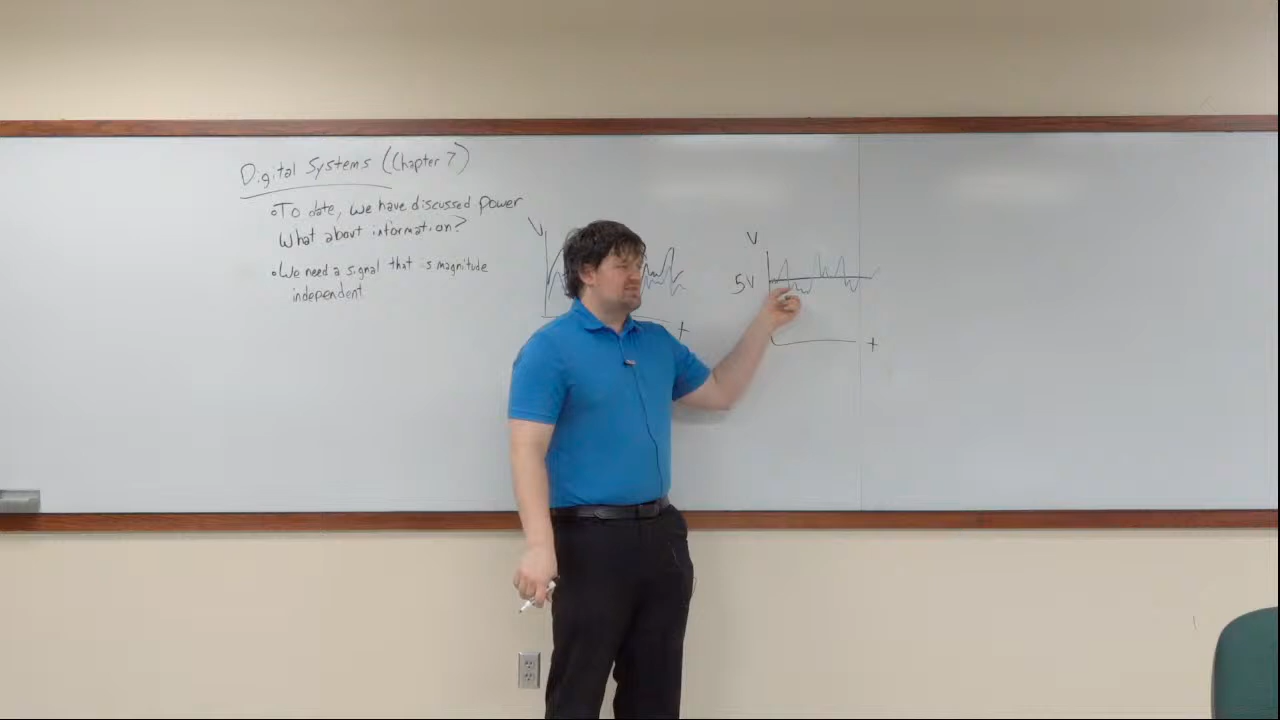 Digital Systems (Chapter 7)
• To date, we have discussed power
What about information?
• We need a signal that is magnitude
independent
V
t
V
5V
t